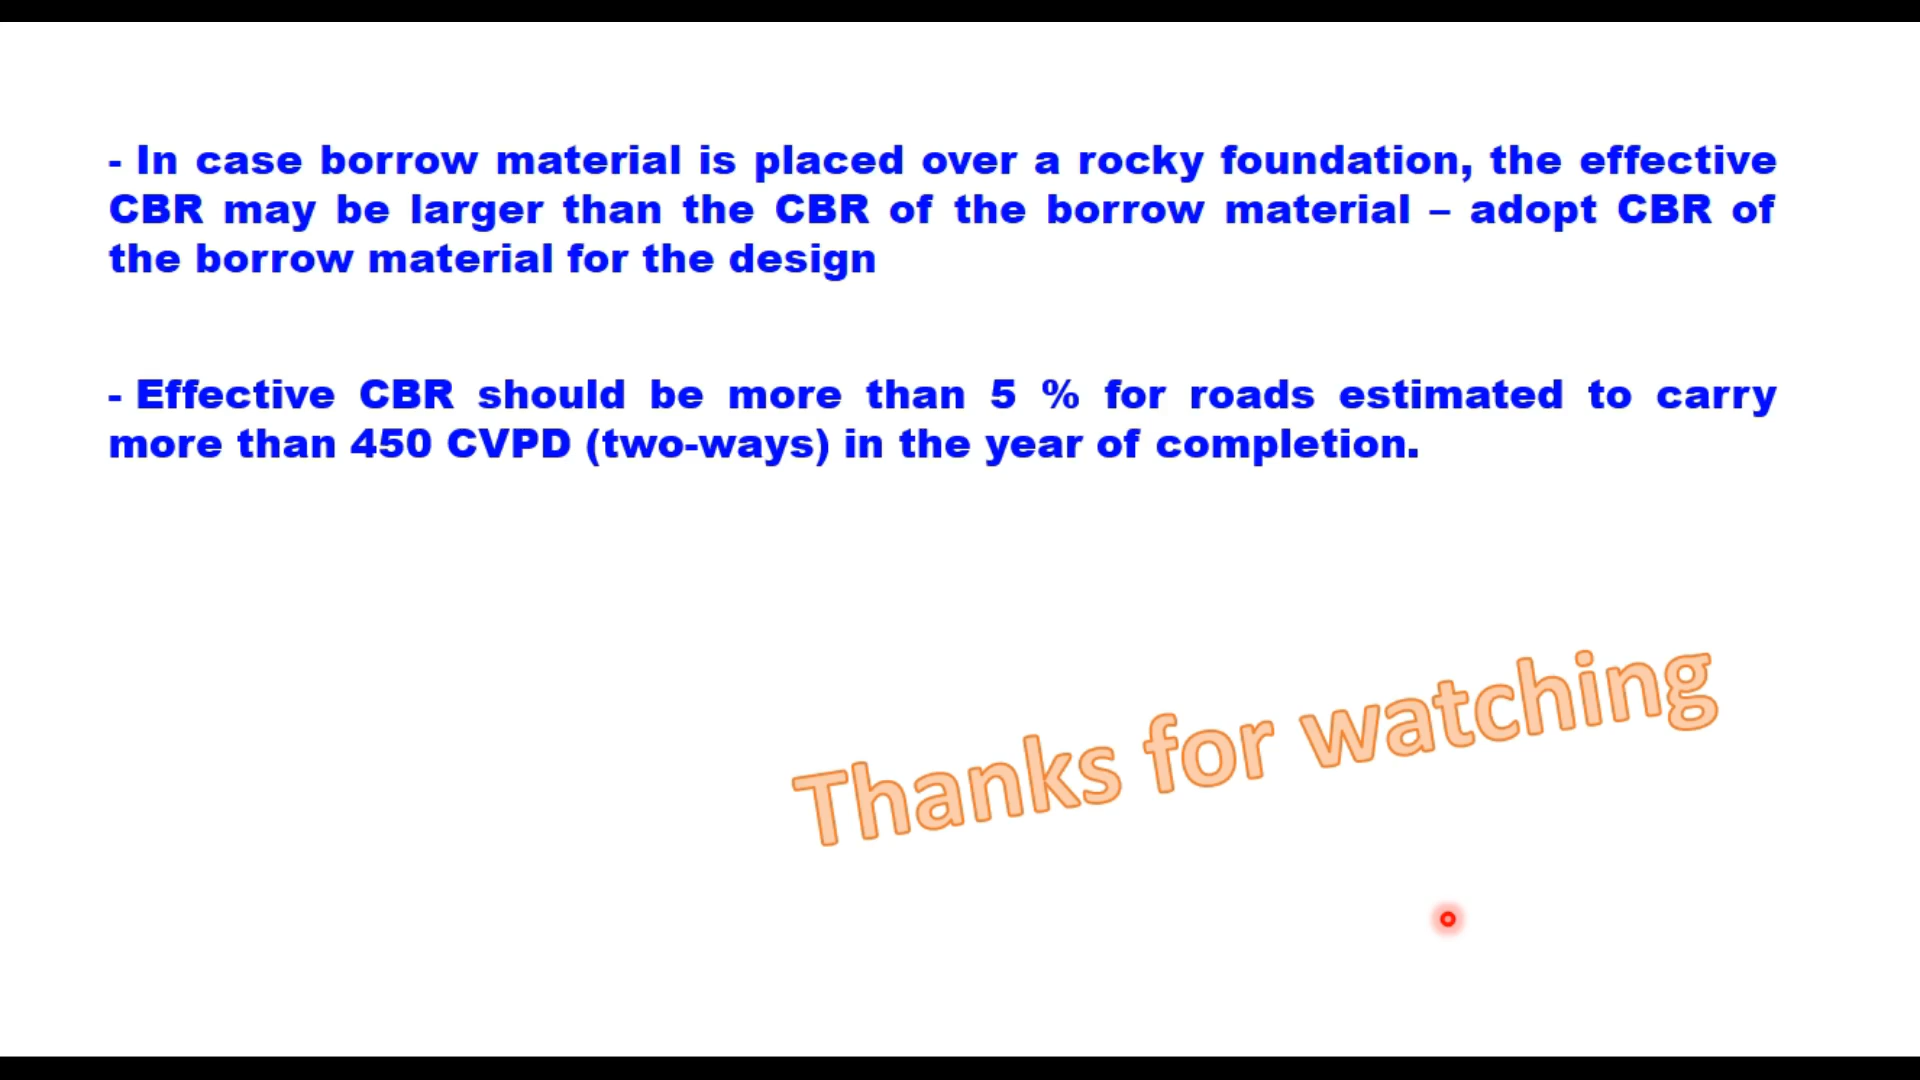 - In case borrow material is placed over a rocky foundation, the effective
CBR may be larger than the CBR of the borrow material – adopt CBR of
the borrow material for the design
- Effective CBR should be more than 5 % for roads estimated to carry
more than 450 CVPD (two-ways) in the year of completion.
Thanks for watching